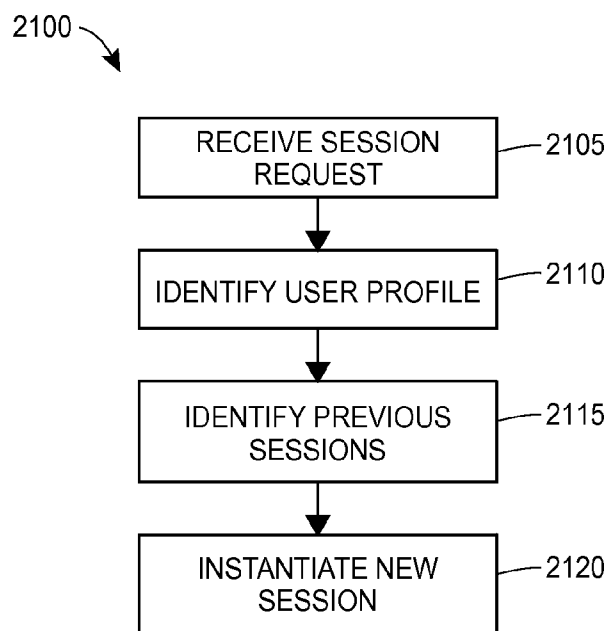 2100
RECEIVE SESSION
REQUEST
2105
IDENTIFY USER PROFILE
2110
IDENTIFY PREVIOUS
SESSIONS
2115
INSTANTIATE NEW
SESSION
2120